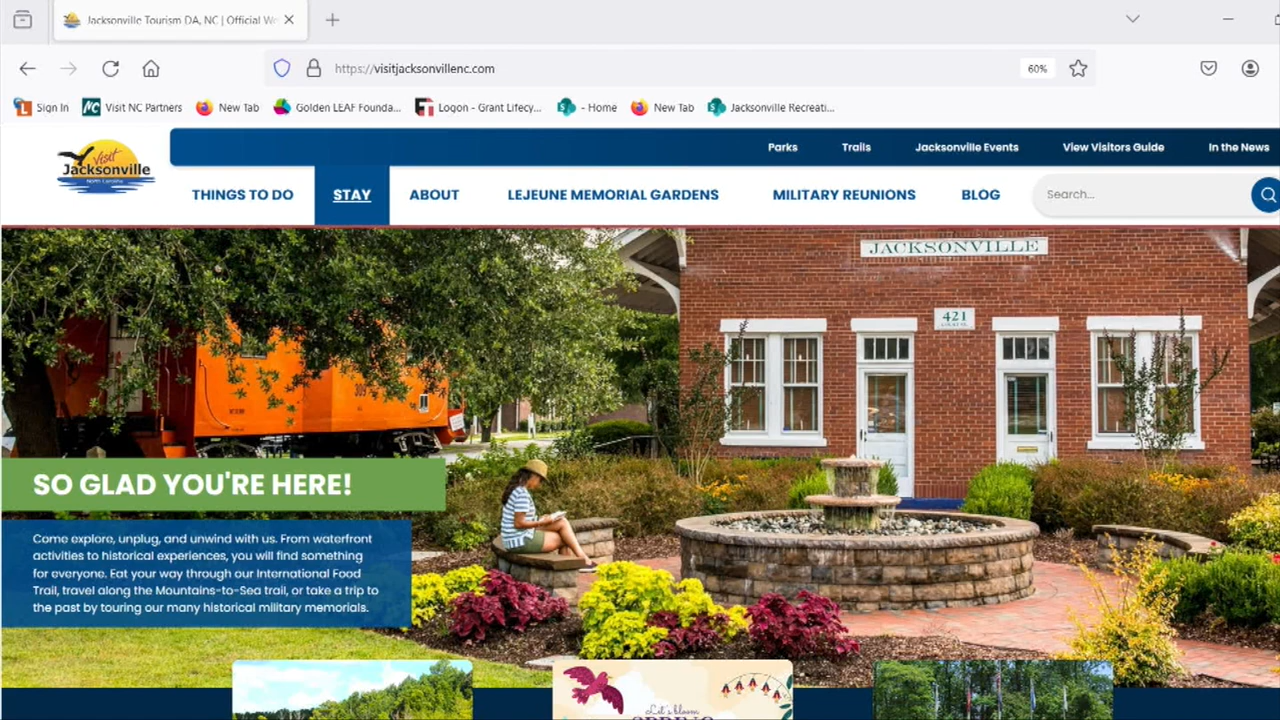 Jacksonville Tourism DA, NC | Official We
https://visitjacksonvillenc.com
60%
Sign In
Visit NC Partners
New Tab
Golden LEAF Founda...
Logon - Grant Lifecy...
- Home
New Tab
Jacksonville Recreati...
Visit
Jacksonville
North Carolina
Parks
Trails
Jacksonville Events
View Visitors Guide
In the News
THINGS TO DO
STAY
ABOUT
LEJEUNE MEMORIAL GARDENS
MILITARY REUNIONS
BLOG
Search...
JACKSONVILLE
421
SO GLAD YOU'RE HERE!
Come explore, unplug, and unwind with us. From waterfront
activities to historical experiences, you will find something
for everyone. Eat your way through our International Food
Trail, travel along the Mountains-to-Sea trail, or take a trip to
the past by touring our many historical military memorials.
Let's bloom
SPRING